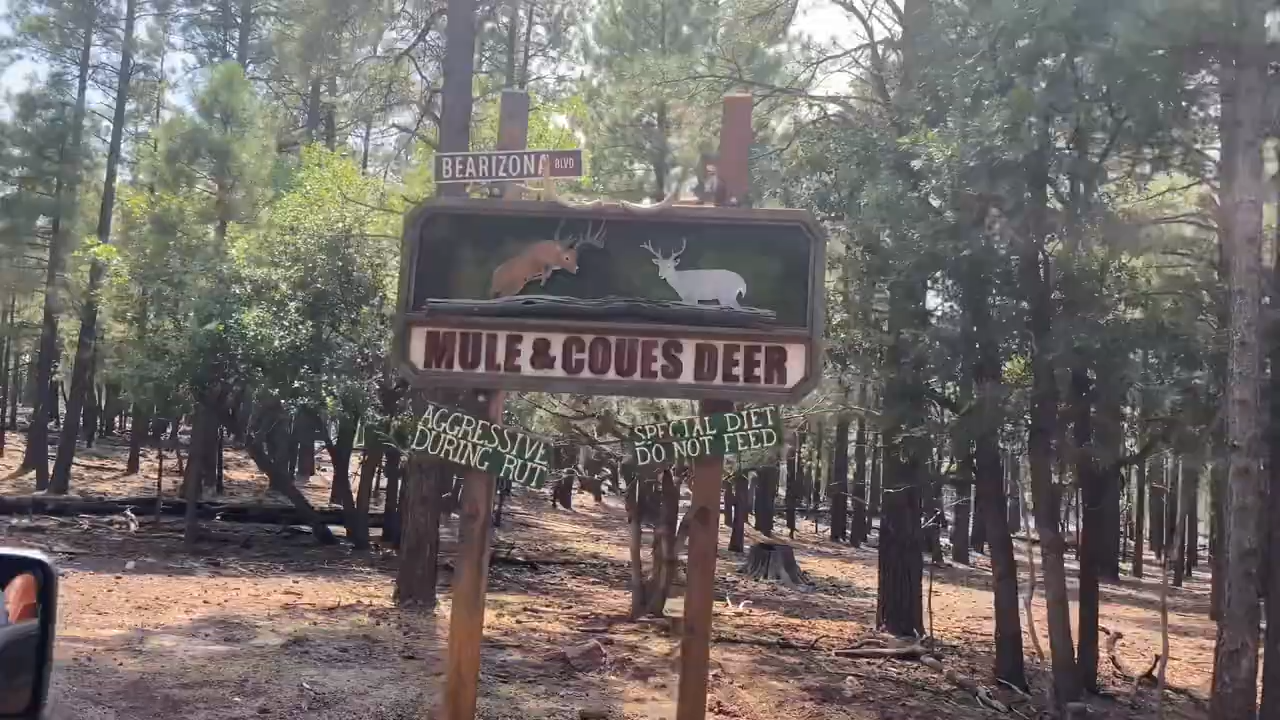 BEARIZONA BLVD
MULE & COUES DEER
AGGRESSIVE
DURING RUT
SPECIAL DIET
DO NOT FEED